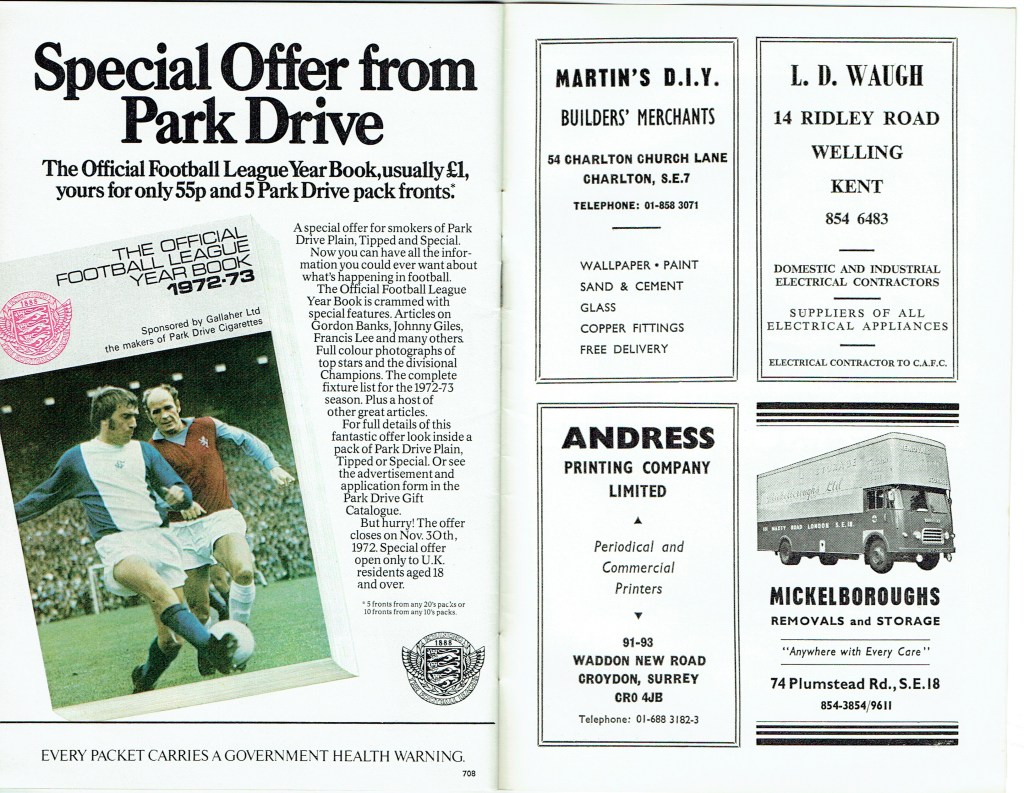 Special Offer from
Park Drive
The Official Football League Year Book, usually £1,
yours for only 55p and 5 Park Drive pack fronts.*
THE OFFICIAL
FOOTBALL LEAGUE
YEAR BOOK
1972-73
Sponsored by Gallaher Ltd
the makers of Park Drive Cigarettes
1888
A special offer for smokers of Park
Drive Plain, Tipped and Special.
Now you can have all the infor-
mation you could ever want about
what's happening in football.
The Official Football League
Year Book is crammed with
special features. Articles on
Gordon Banks, Johnny Giles,
Francis Lee and many others.
Full colour photographs of
top stars and the divisional
Champions. The complete
fixture list for the 1972-73
season. Plus a host of
other great articles.
For full details of this
fantastic offer look inside a
pack of Park Drive Plain,
Tipped or Special. Or see
the advertisement and
application form in the
Park Drive Gift
Catalogue.
But hurry! The offer
closes on Nov. 30th,
1972. Special offer
open only to U.K.
residents aged 18
and over.
* 5 fronts from any 20's packs or
10 fronts from any 10's packs.
1888
EVERY PACKET CARRIES A GOVERNMENT HEALTH WARNING.
708
MARTIN'S D.I.Y.
BUILDERS' MERCHANTS
54 CHARLTON CHURCH LANE
CHARLTON, S.E.7
TELEPHONE: 01-858 3071
WALLPAPER • PAINT
SAND & CEMENT
GLASS
COPPER FITTINGS
FREE DELIVERY
L. D. WAUGH
14 RIDLEY ROAD
WELLING
KENT
854 6483
DOMESTIC AND INDUSTRIAL
ELECTRICAL CONTRACTORS
SUPPLIERS OF ALL
ELECTRICAL APPLIANCES
ELECTRICAL CONTRACTOR TO C.A.F.C.
ANDRESS
PRINTING COMPANY
LIMITED
Periodical and
Commercial
Printers
91-93
WADDON NEW ROAD
CROYDON, SURREY
CR0 4JB
Telephone: 01-688 3182-3
Mickelboroughs Ltd
ROAD LONDON S.E.18.
MICKELBOROUGHS
REMOVALS and STORAGE
"Anywhere with Every Care"
74 Plumstead Rd., S.E.18
854-3854/9611